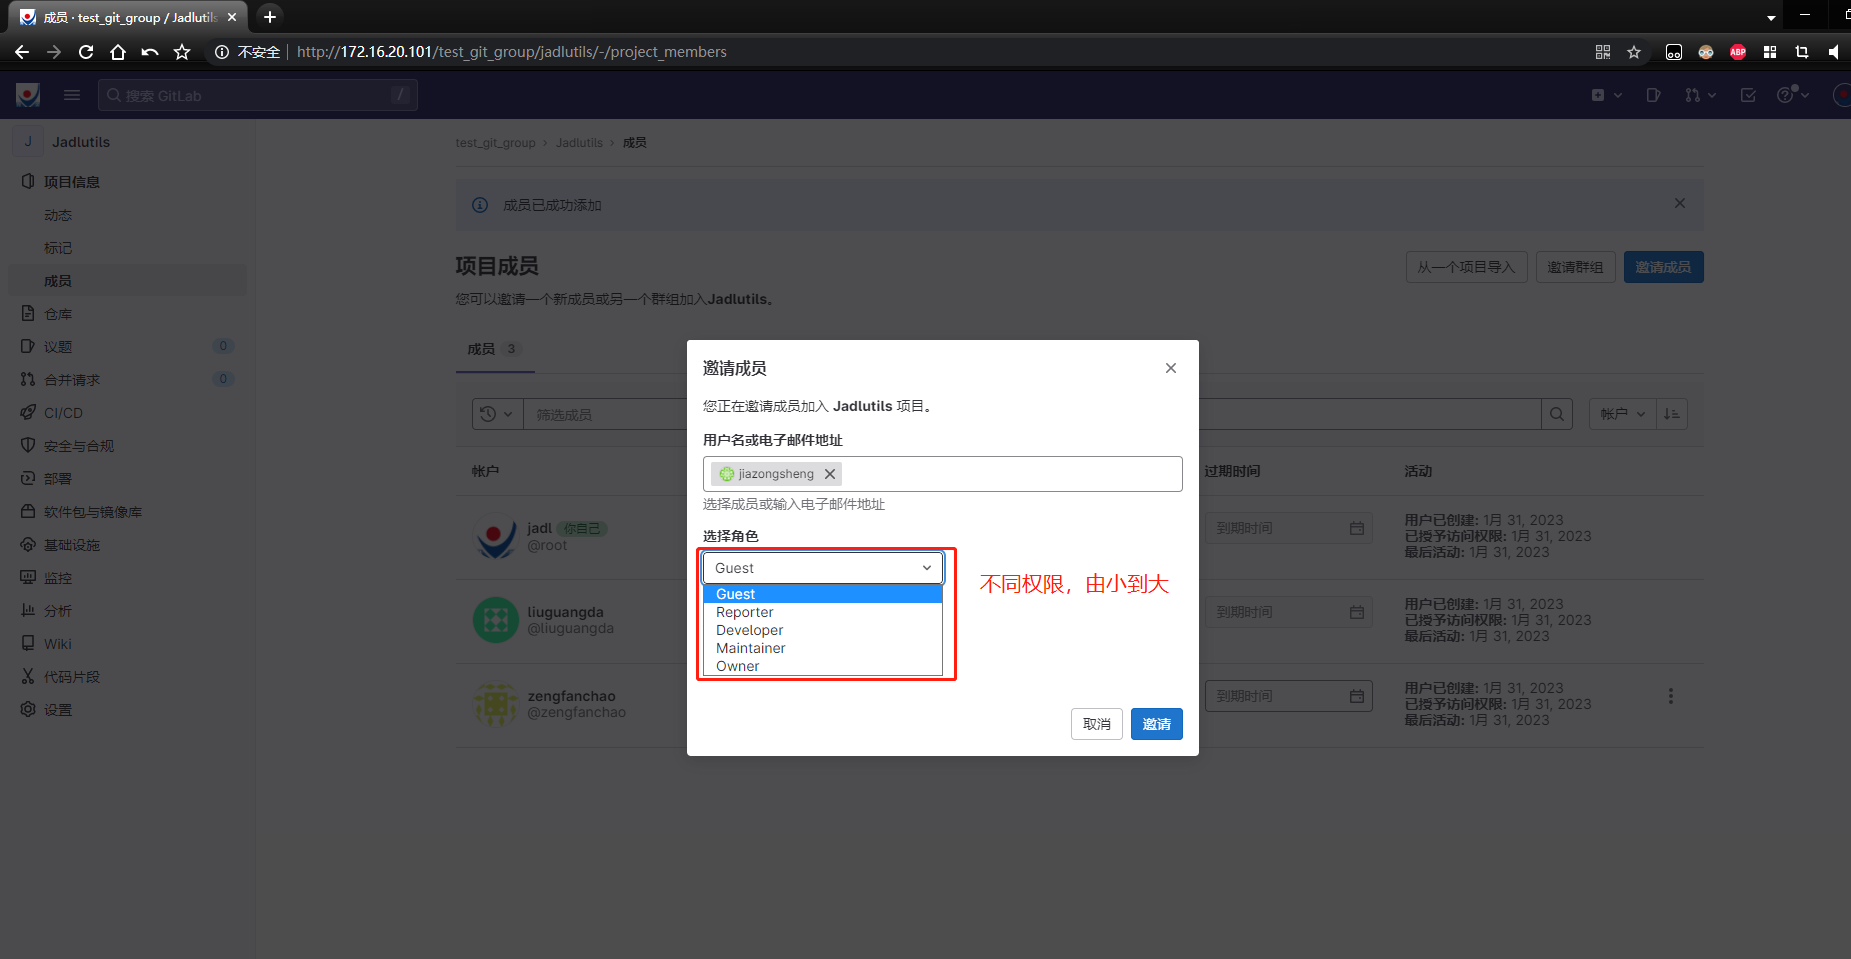 成员 · test_git_group / Jadlutils
不安全 http://172.16.20.101/test_git_group/jadlutils/-/project_members
ABP
搜索 GitLab /
J Jadlutils
项目信息
动态
标记
成员
仓库
议题 0
合并请求 0
CI/CD
安全与合规
部署
软件包与镜像库
基础设施
监控
分析
Wiki
代码片段
设置
test_git_group › Jadlutils › 成员
成员已成功添加
项目成员
从一个项目导入 邀请群组 邀请成员
您可以邀请一个新成员或另一个群组加入Jadlutils。
成员 3
筛选成员
帐户
帐户 过期时间 活动
jadl 你自己
@root
到期时间
用户已创建: 1月 31, 2023
已授予访问权限: 1月 31, 2023
最后活动: 1月 31, 2023
liuguangda
@liuguangda
到期时间
用户已创建: 1月 31, 2023
已授予访问权限: 1月 31, 2023
最后活动: 1月 31, 2023
zengfanchao
@zengfanchao
到期时间
用户已创建: 1月 31, 2023
已授予访问权限: 1月 31, 2023
最后活动: 1月 31, 2023
邀请成员
您正在邀请成员加入 Jadlutils 项目。
用户名或电子邮件地址
jiazongsheng
选择成员或输入电子邮件地址
选择角色
Guest
Guest
Reporter
Developer
Maintainer
Owner
不同权限，由小到大
取消 邀请